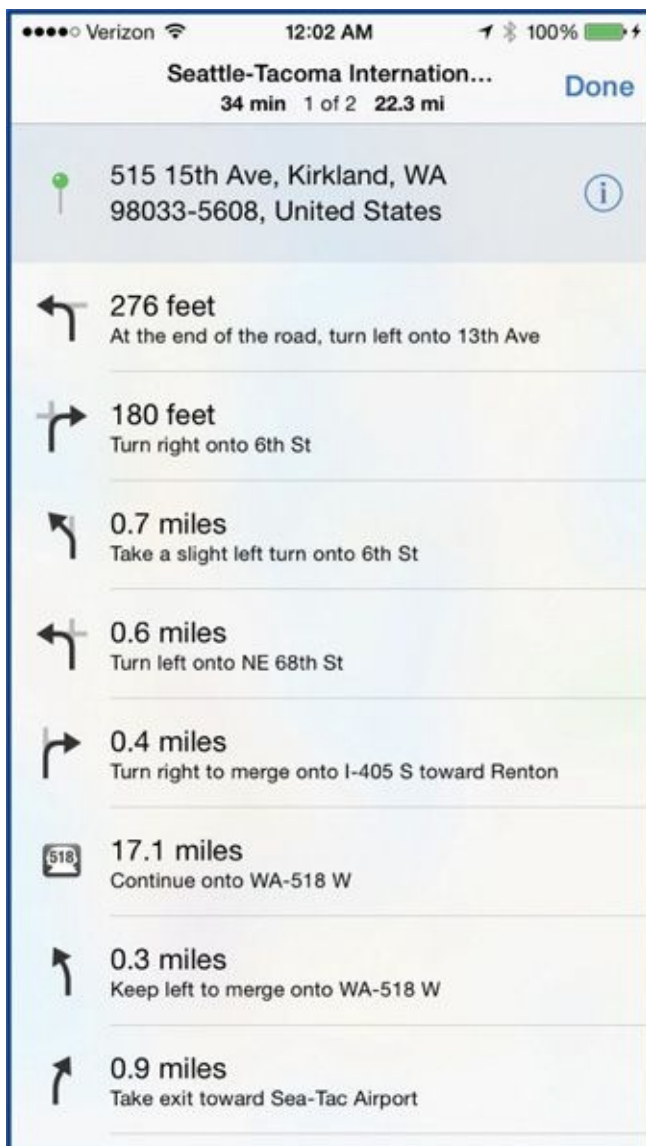 Verizon 12:02 AM 100%
Seattle-Tacoma Internation...
34 min 1 of 2 22.3 mi
Done
515 15th Ave, Kirkland, WA
98033-5608, United States
276 feet
At the end of the road, turn left onto 13th Ave
180 feet
Turn right onto 6th St
0.7 miles
Take a slight left turn onto 6th St
0.6 miles
Turn left onto NE 68th St
0.4 miles
Turn right to merge onto I-405 S toward Renton
518
17.1 miles
Continue onto WA-518 W
0.3 miles
Keep left to merge onto WA-518 W
0.9 miles
Take exit toward Sea-Tac Airport